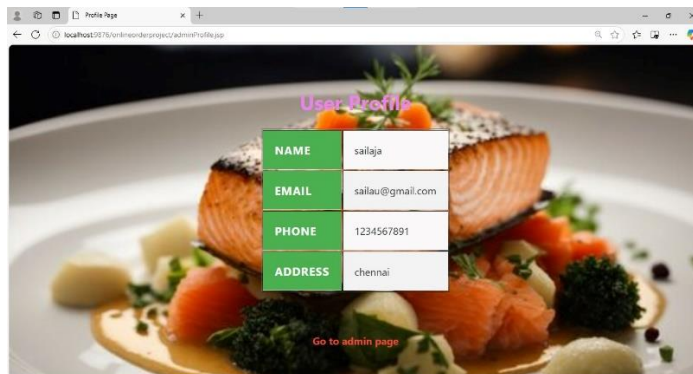 Profile Page
localhost:9876/onlineorderproject/adminProfile.jsp
User Profile
NAME sailaja
EMAIL sailau@gmail.com
PHONE 1234567891
ADDRESS chennai
Go to admin page